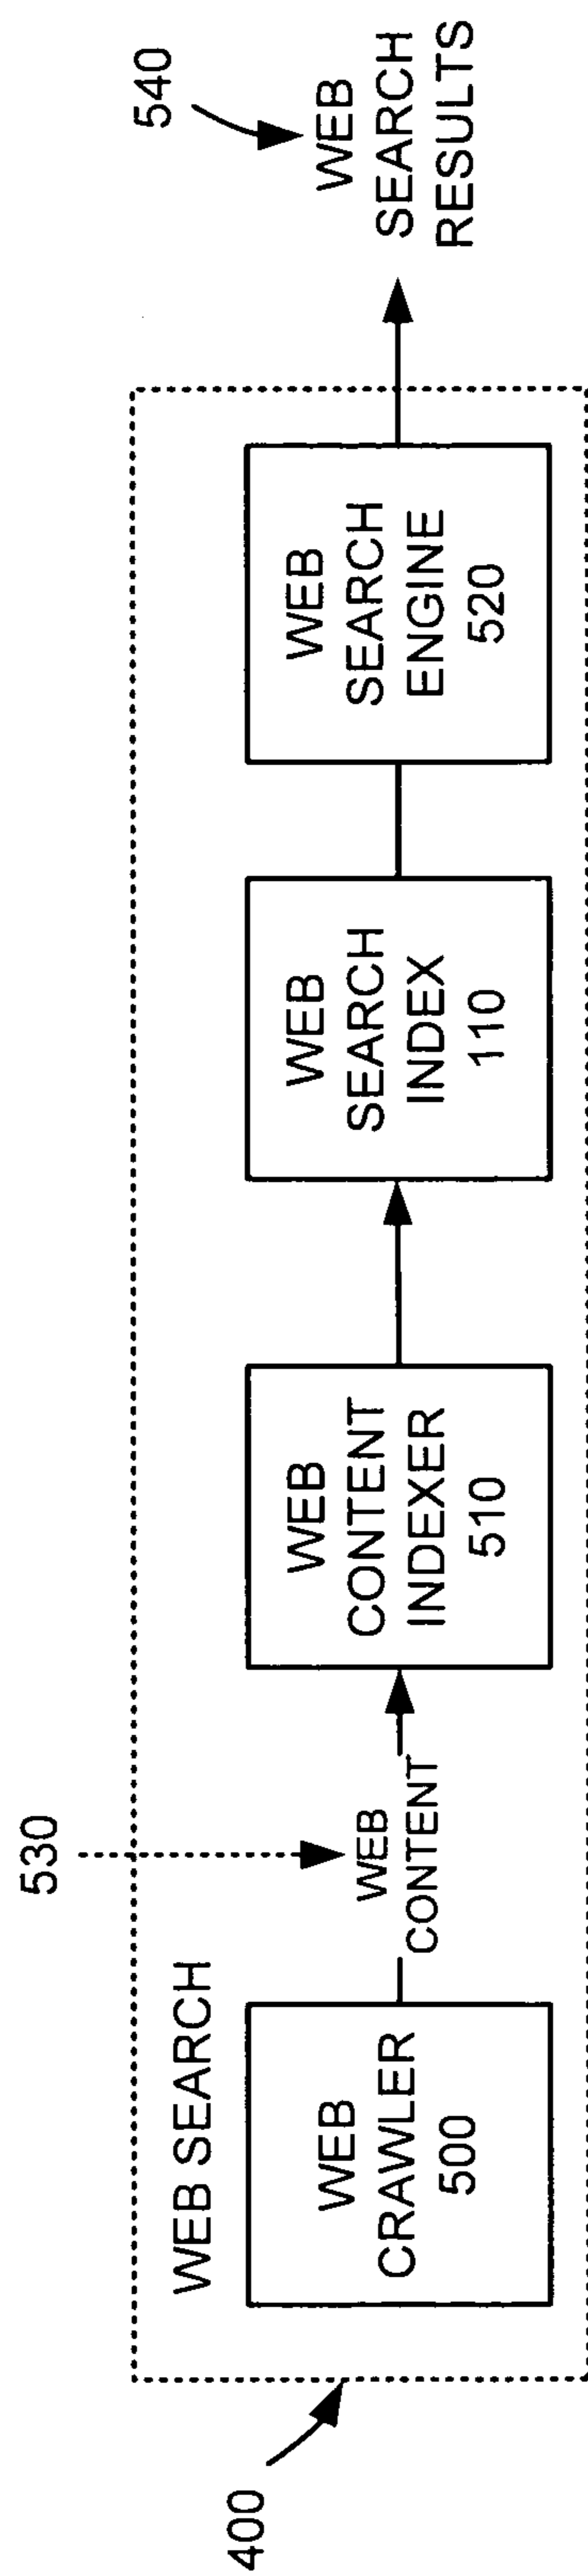 540
WEB
SEARCH
RESULTS
530
WEB SEARCH
WEB
CRAWLER
500
WEB
CONTENT
WEB
CONTENT
INDEXER
510
WEB
SEARCH
INDEX
110
WEB
SEARCH
ENGINE
520
400